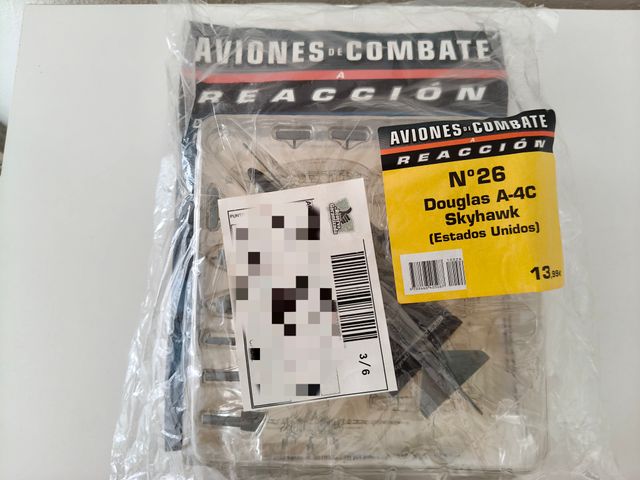 AVIONES DE COMBATE
A
REACCIÓN
AVIONES DE COMBATE
A
REACCIÓN
Nº26
Douglas A-4C
Skyhawk
(Estados Unidos)
13,99€
3/6